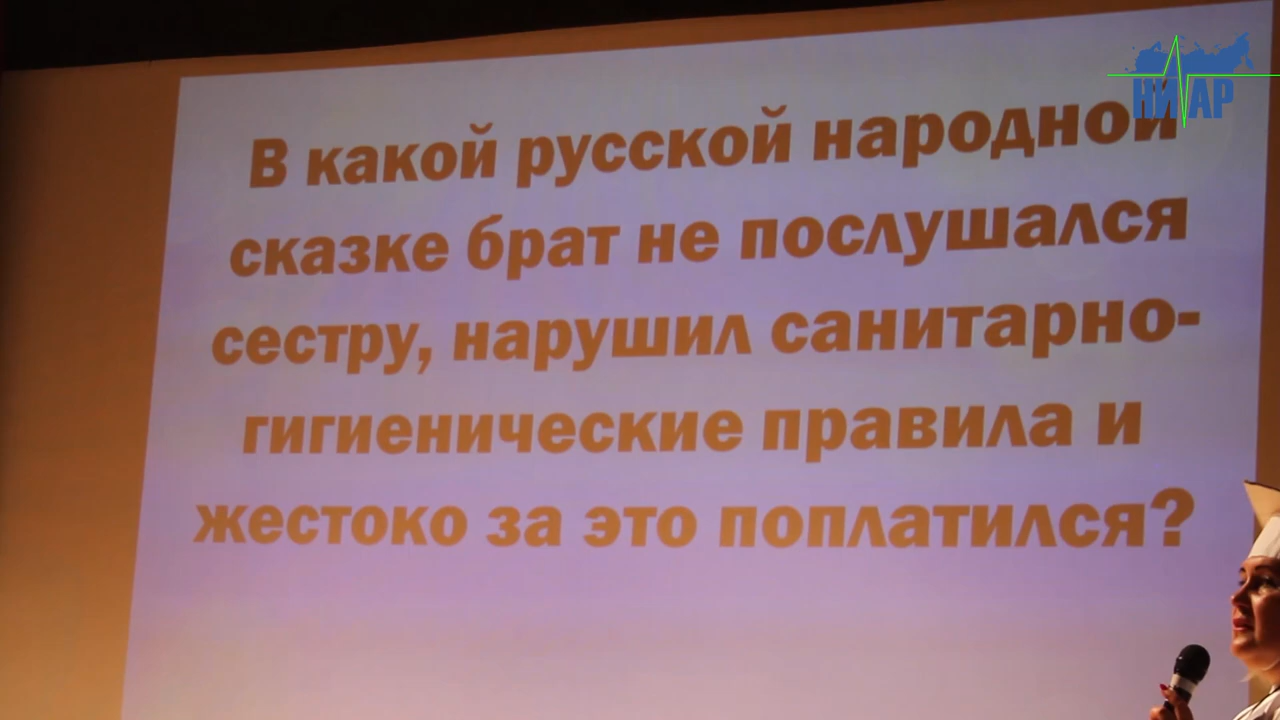 НИАР
В какой русской народной
сказке брат не послушался
сестру, нарушил санитарно-
гигиенические правила и
жестоко за это поплатился?